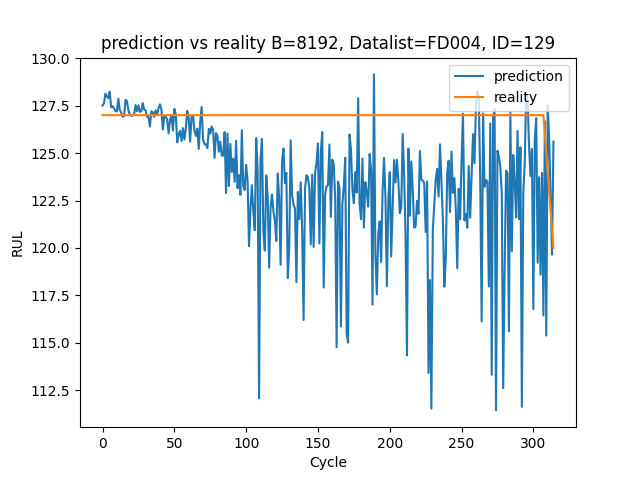 prediction vs reality B=8192, Datalist=FD004, ID=129
130.0
127.5
125.0
122.5
120.0
117.5
115.0
112.5
RUL
prediction
reality
0 50 100 150 200 250 300
Cycle